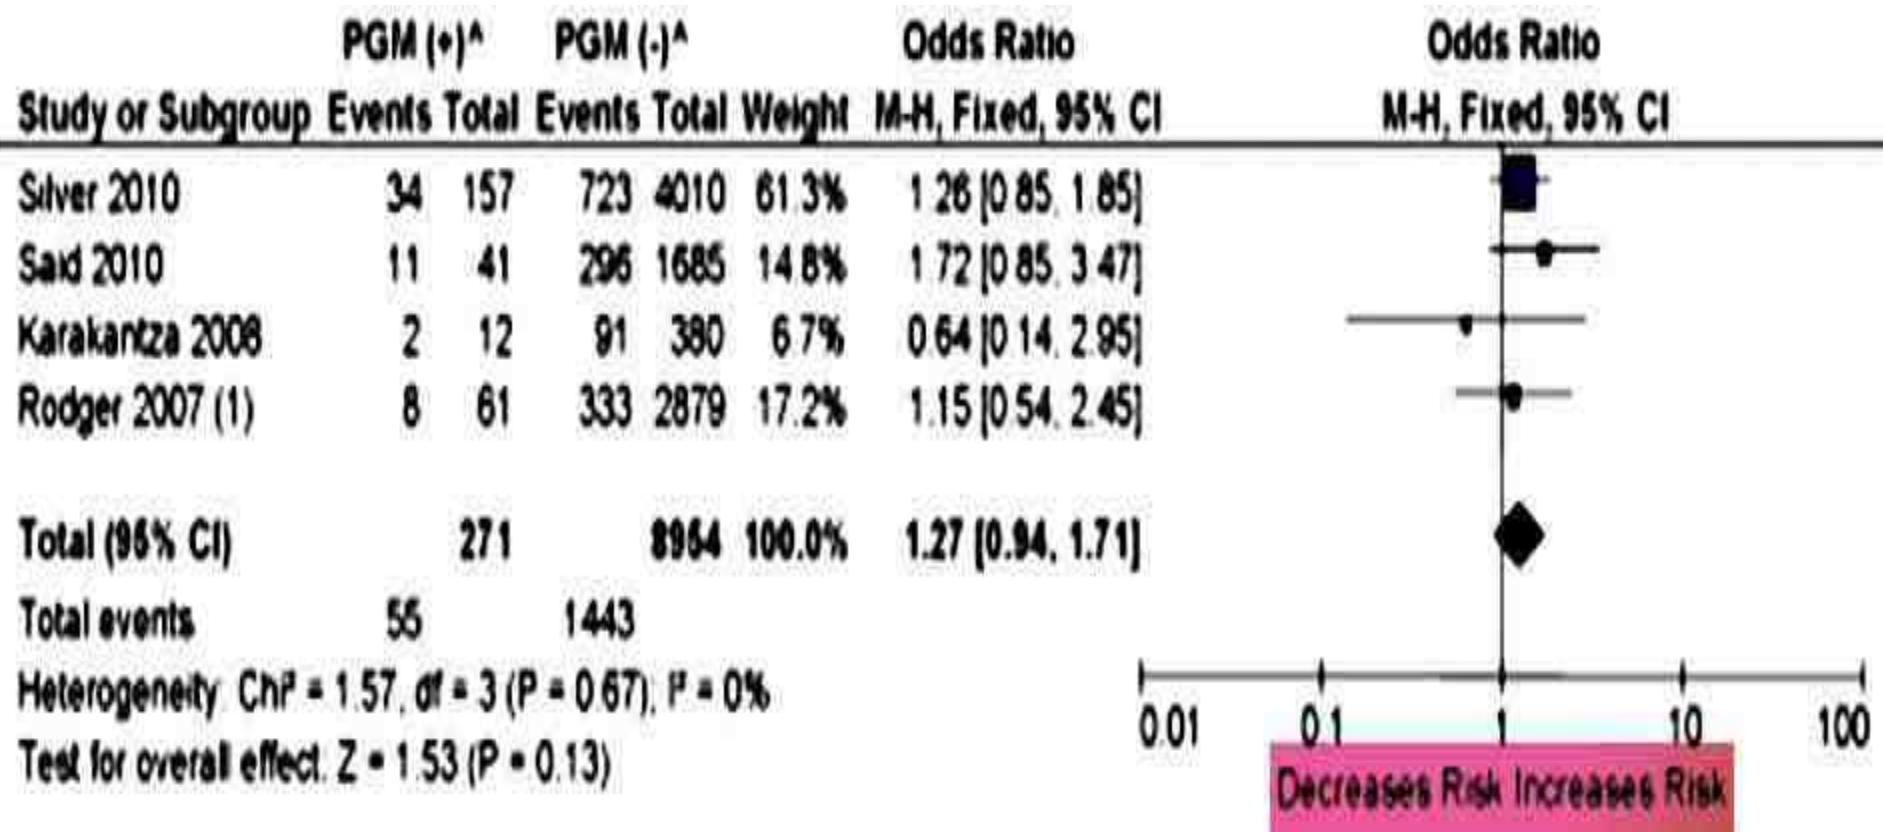 PGM (+)^ PGM (-)^ Odds Ratio Odds Ratio
Study or Subgroup Events Total Events Total Weight M-H, Fixed, 95% CI M-H, Fixed, 95% CI
Silver 2010 34 157 723 4010 61.3% 1.26 [0.85, 1.85]
Said 2010 11 41 296 1685 14.8% 1.72 [0.85, 3.47]
Karakantza 2008 2 12 91 380 6.7% 0.64 [0.14, 2.95]
Rodger 2007 (1) 8 61 333 2879 17.2% 1.15 [0.54, 2.45]
Total (95% CI) 271 8954 100.0% 1.27 [0.94, 1.71]
Total events 55 1443
Heterogeneity: Chi² = 1.57, df = 3 (P = 0.67); I² = 0%
Test for overall effect: Z = 1.53 (P = 0.13)
0.01 0.1 1 10 100
Decreases Risk Increases Risk